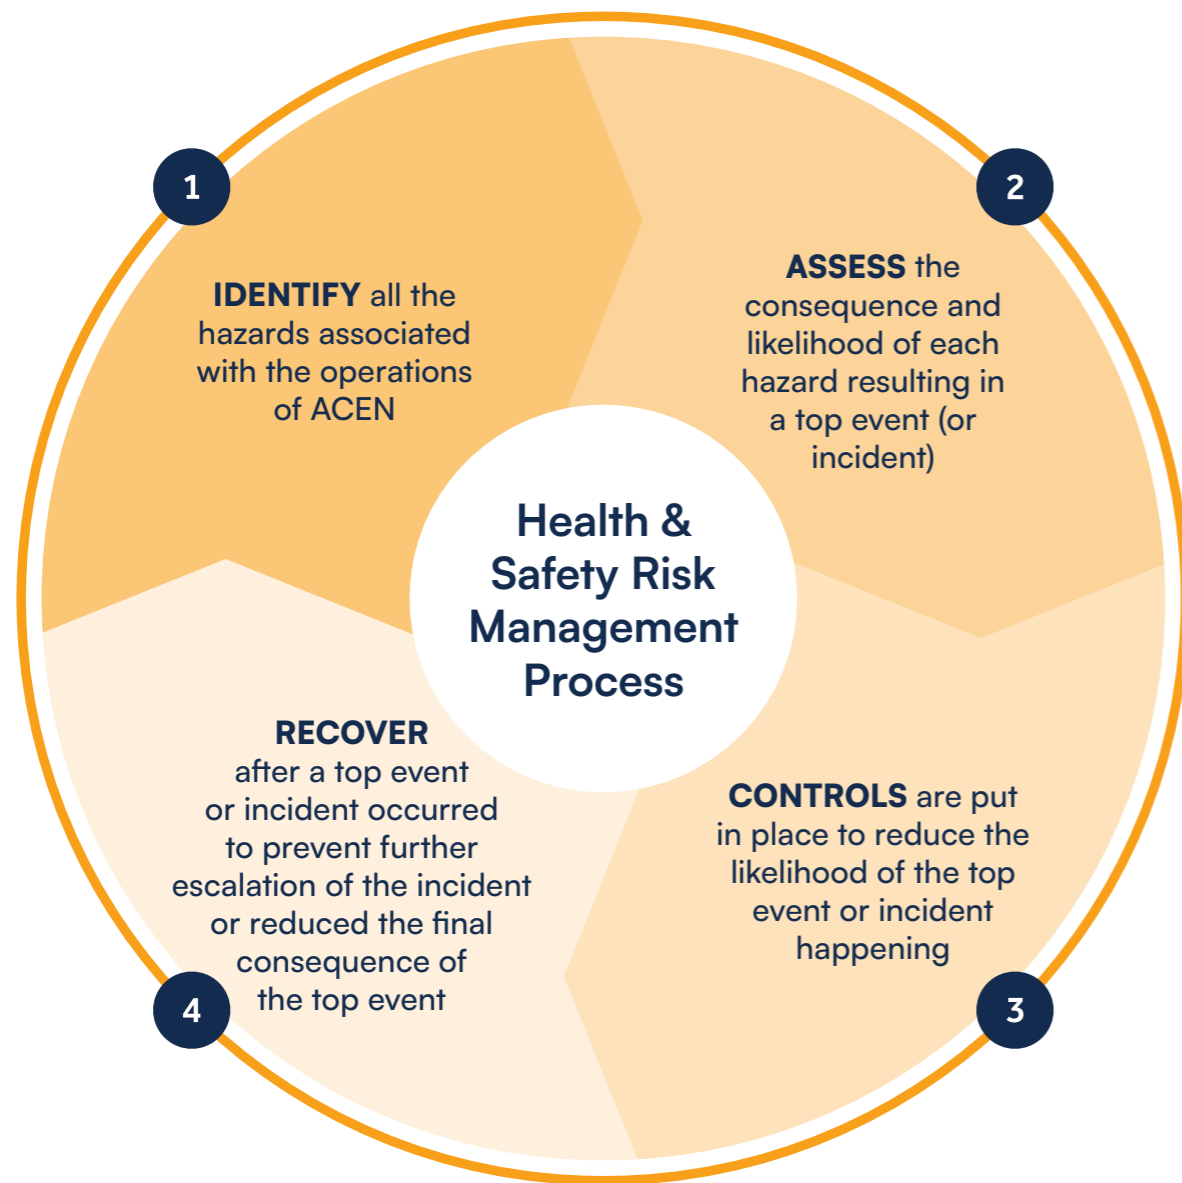 Health &
Safety Risk
Management
Process
1
IDENTIFY all the
hazards associated
with the operations
of ACEN
2
ASSESS the
consequence and
likelihood of each
hazard resulting in
a top event (or
incident)
3
CONTROLS are put
in place to reduce the
likelihood of the top
event or incident
happening
4
RECOVER
after a top event
or incident occurred
to prevent further
escalation of the incident
or reduced the final
consequence of
the top event